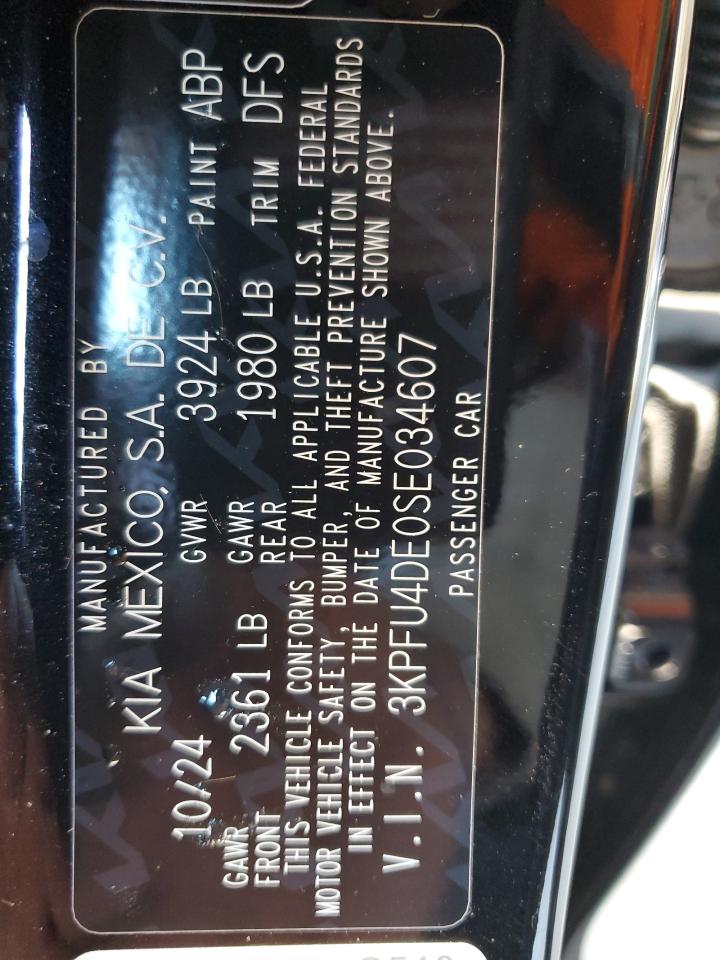 MANUFACTURED BY
KIA MEXICO, S.A. DE C.V.
10/24 GVWR 3924 LB PAINT ABP
GAWR FRONT 2361 LB GAWR REAR 1980 LB TRIM DFS
THIS VEHICLE CONFORMS TO ALL APPLICABLE U.S.A. FEDERAL
MOTOR VEHICLE SAFETY, BUMPER, AND THEFT PREVENTION STANDARDS
IN EFFECT ON THE DATE OF MANUFACTURE SHOWN ABOVE.
V.I.N. 3KPFU4DE0SE034607
PASSENGER CAR